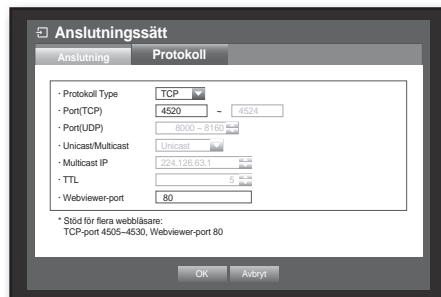 Anslutningssätt
Anslutning Protokoll
· Protokoll Type TCP
· Port(TCP) 4520 ~ 4524
· Port(UDP) 8000 ~ 8160
· Unicast/Multicast Unicast
· Multicast IP 224.126.63.1
· TTL 5
· Webviewer-port 80
* Stöd för flera webbläsare:
TCP-port 4505~4530, Webviewer-port 80
OK Avbryt